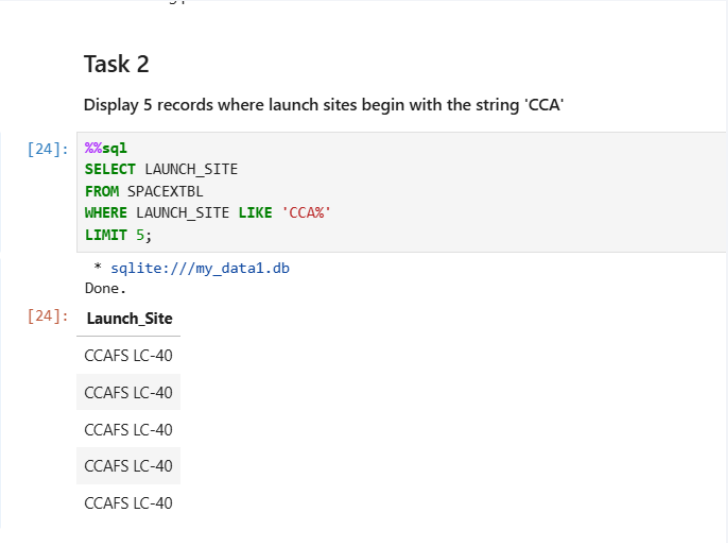 Task 2
Display 5 records where launch sites begin with the string 'CCA'
[24]: %%sql
SELECT LAUNCH_SITE
FROM SPACEXTBL
WHERE LAUNCH_SITE LIKE 'CCA%'
LIMIT 5;
* sqlite:///my_data1.db
Done.
[24]: Launch_Site
CCAFS LC-40
CCAFS LC-40
CCAFS LC-40
CCAFS LC-40
CCAFS LC-40